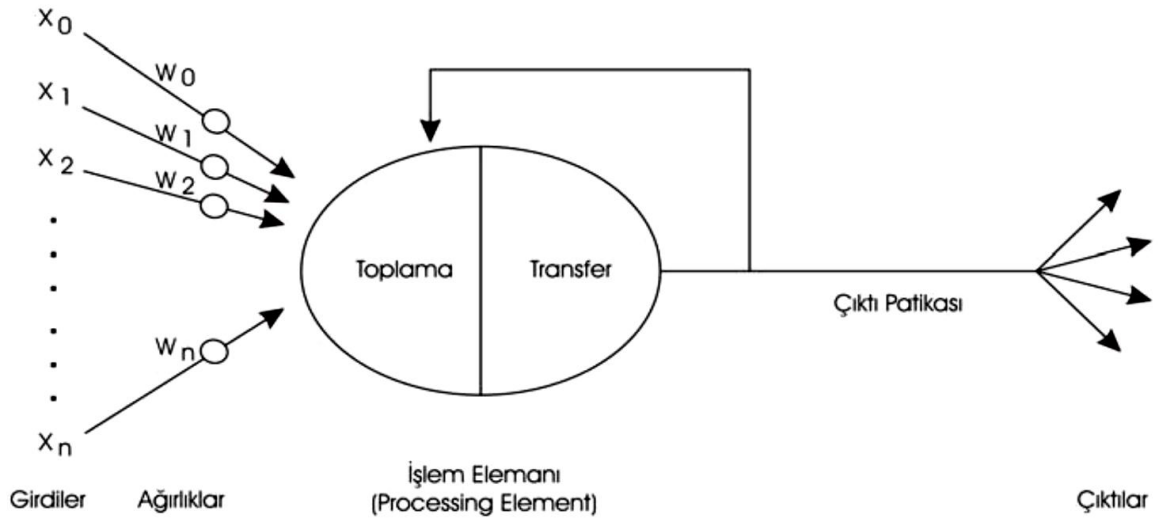 X0
W0
X1
W1
X2
W2
Toplama
Transfer
Çıktı Patikası
Wn
Xn
İşlem Elemanı
(Processing Element)
Girdiler
Ağırlıklar
Çıktılar